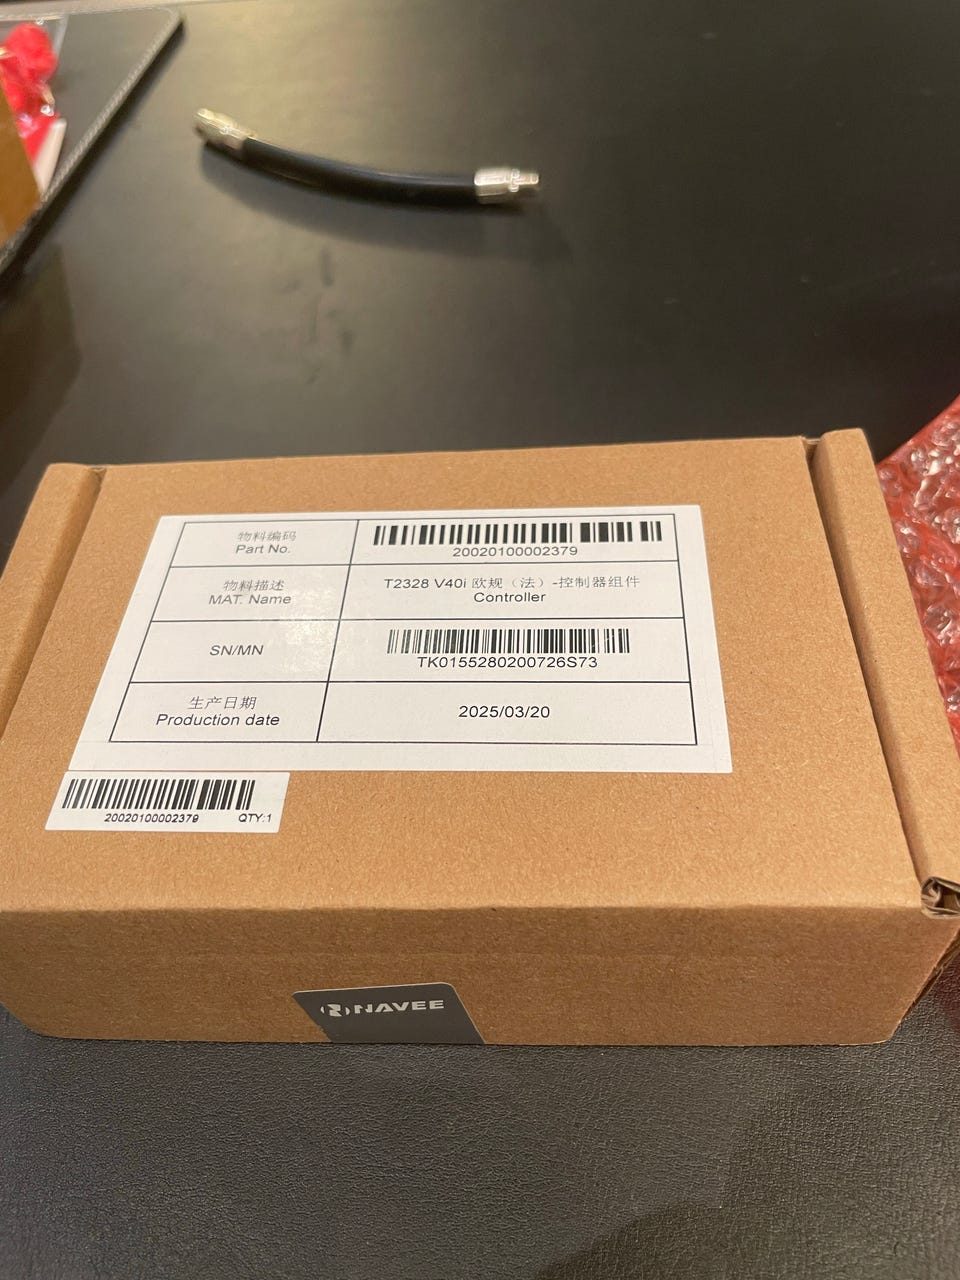 物料编码
Part No.
20020100002379
物料描述
MAT. Name
T2328 V40i 欧规（法）-控制器组件
Controller
SN/MN
TK0155280200726S73
生产日期
Production date
2025/03/20
20020100002379 QTY:1
NAVEE